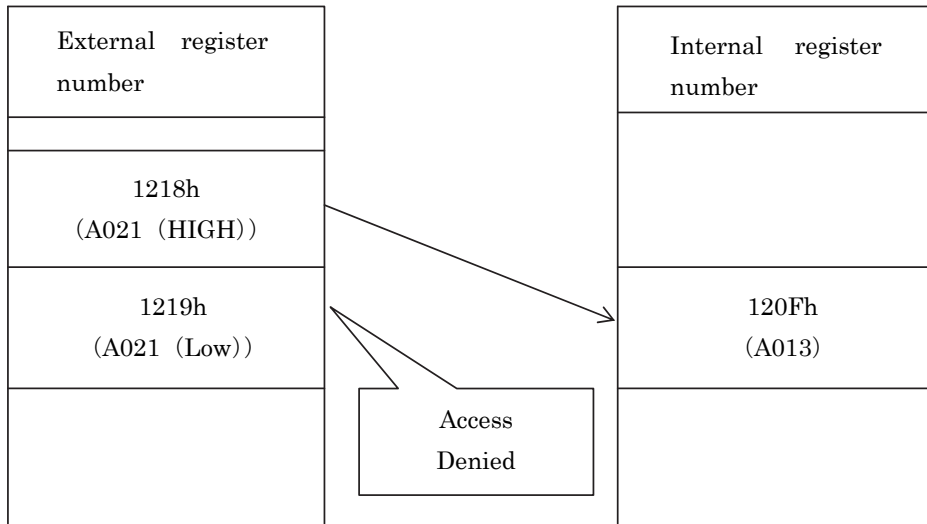 External register
number
1218h
(A021 (HIGH))
1219h
(A021 (Low))
Access
Denied
Internal register
number
120Fh
(A013)